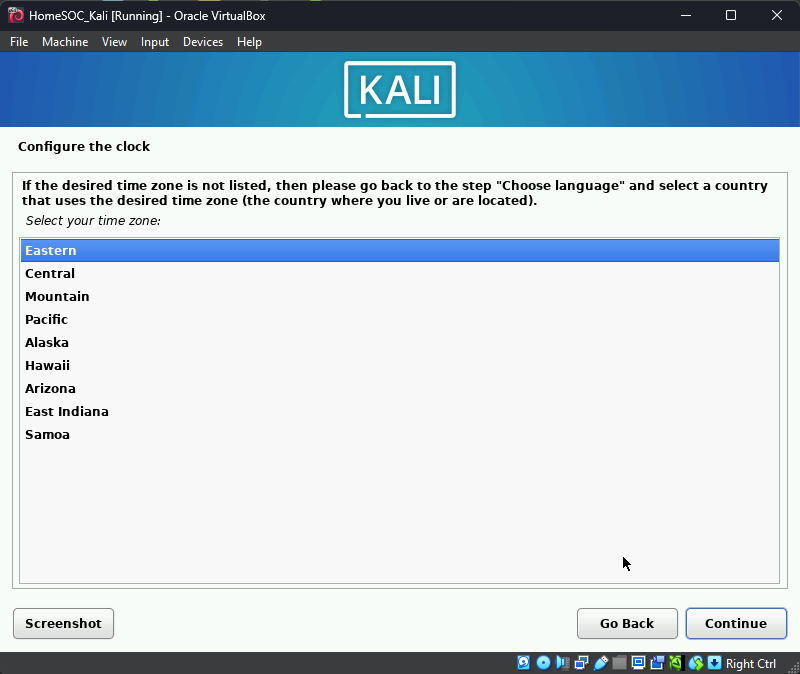 HomeSOC_Kali [Running] - Oracle VirtualBox
File Machine View Input Devices Help
KALI
Configure the clock
If the desired time zone is not listed, then please go back to the step "Choose language" and select a country
that uses the desired time zone (the country where you live or are located).
Select your time zone:
Eastern
Central
Mountain
Pacific
Alaska
Hawaii
Arizona
East Indiana
Samoa
Screenshot
Go Back
Continue
Right Ctrl